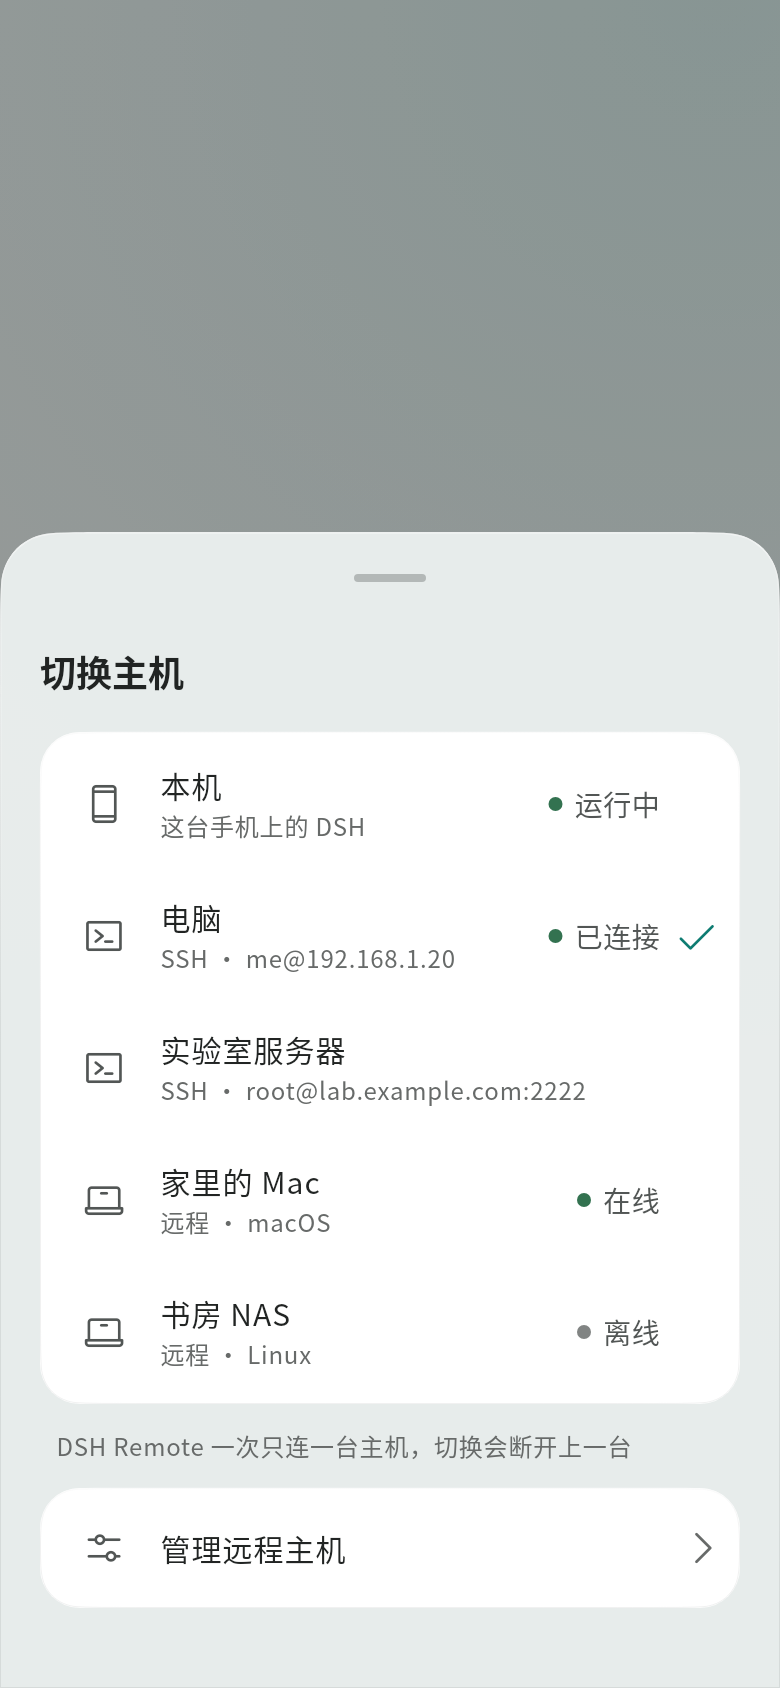 切换主机
本机
这台手机上的 DSH
运行中
电脑
SSH · me@192.168.1.20
已连接
实验室服务器
SSH · root@lab.example.com:2222
家里的 Mac
远程 · macOS
在线
书房 NAS
远程 · Linux
离线
DSH Remote 一次只连一台主机，切换会断开上一台
管理远程主机